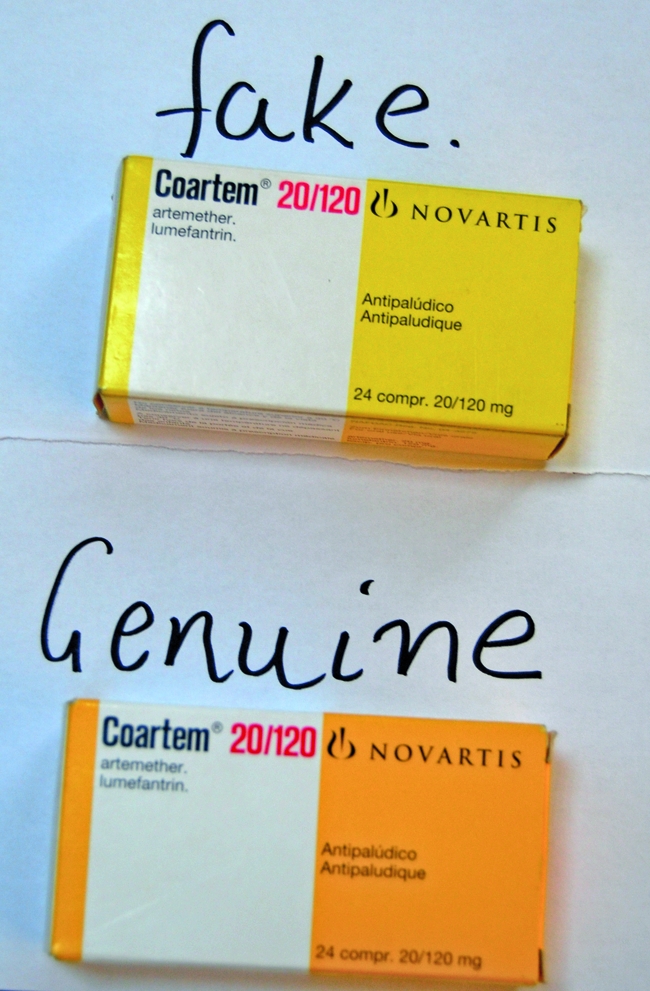 fake.
Coartem® 20/120
artemether.
lumefantrin.
NOVARTIS
Antipalúdico
Antipaludique
24 compr. 20/120 mg
Genuine
Coartem® 20/120
artemether.
lumefantrin.
NOVARTIS
Antipalúdico
Antipaludique
24 compr. 20/120 mg